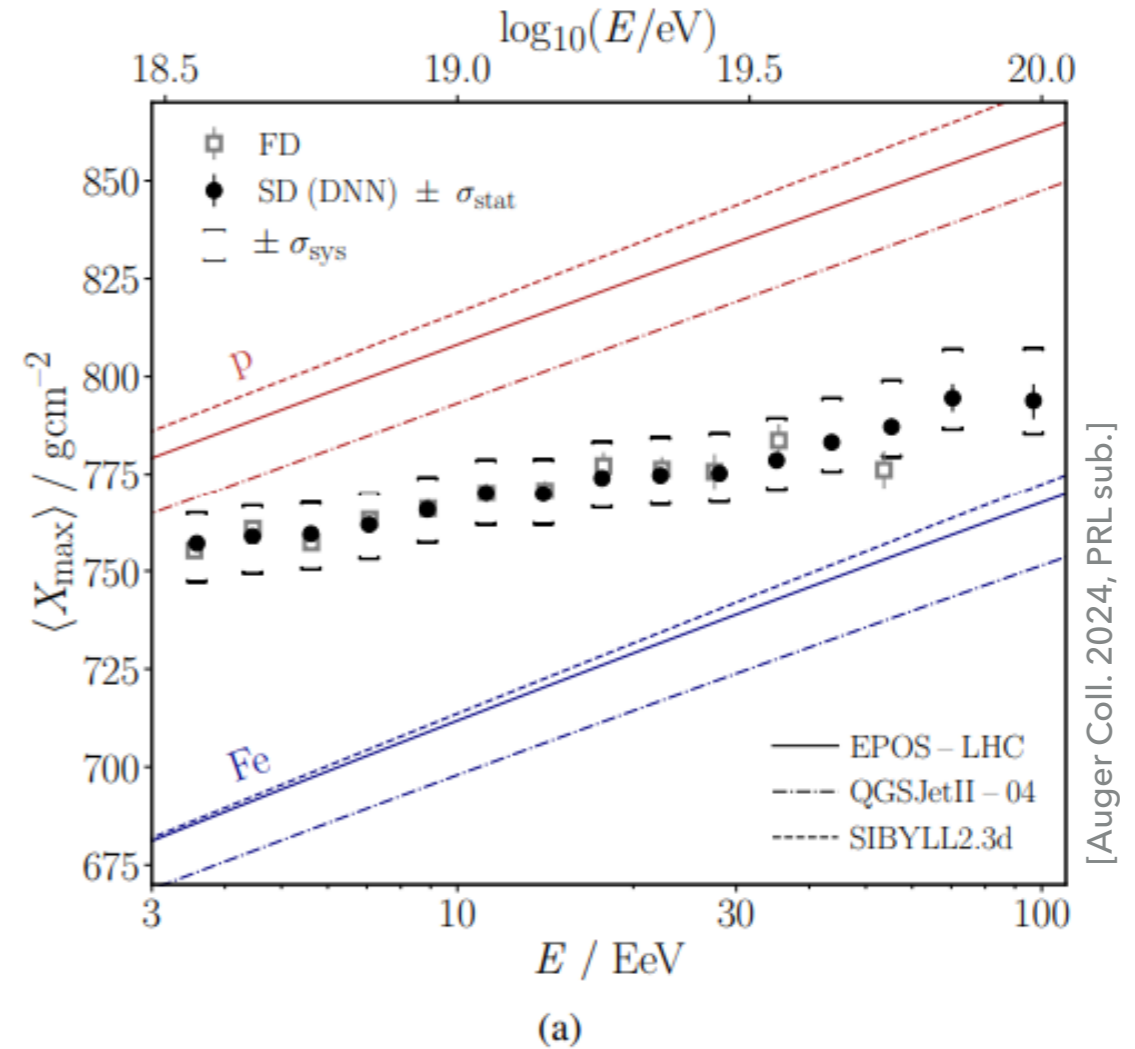 log₁₀(E/eV)
18.5 19.0 19.5 20.0
FD
SD (DNN) ± σstat
± σsys
850
825
800
775
750
725
700
675
⟨Xmax⟩ / gcm⁻²
p
Fe
EPOS – LHC
QGSJetII – 04
SIBYLL2.3d
3 10 30 100
E / EeV
(a)
[Auger Coll. 2024, PRL sub.]